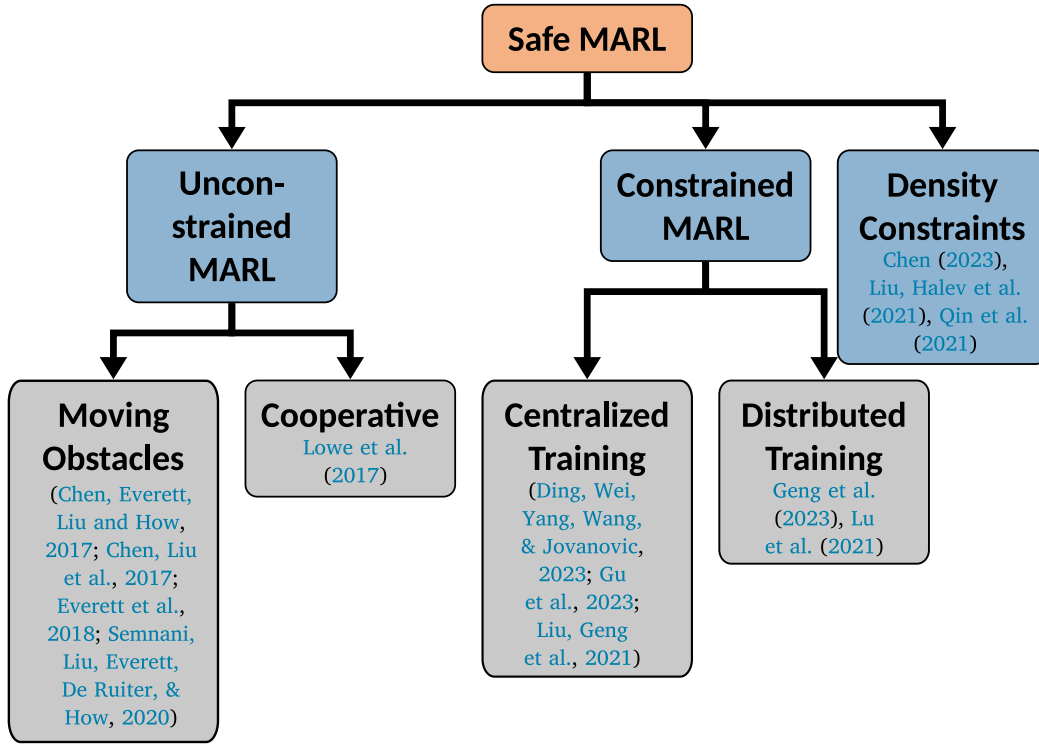 Safe MARL
Uncon-
strained
MARL
Constrained
MARL
Density
Constraints
Chen (2023),
Liu, Halev et al.
(2021), Qin et al.
(2021)
Moving
Obstacles
(Chen, Everett,
Liu and How,
2017; Chen, Liu
et al., 2017;
Everett et al.,
2018; Semnani,
Liu, Everett,
De Ruiter, &
How, 2020)
Cooperative
Lowe et al.
(2017)
Centralized
Training
(Ding, Wei,
Yang, Wang,
& Jovanovic,
2023; Gu
et al., 2023;
Liu, Geng
et al., 2021)
Distributed
Training
Geng et al.
(2023), Lu
et al. (2021)